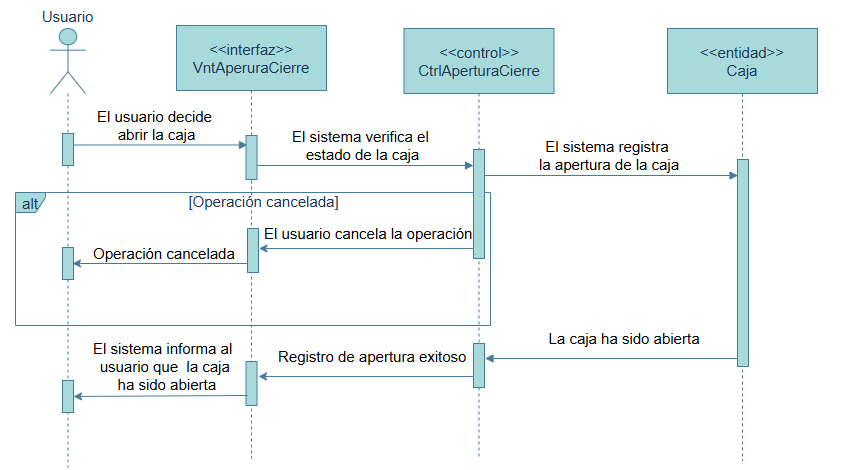 Usuario
<<interfaz>>
VntAperuraCierre
<<control>>
CtrlAperturaCierre
<<entidad>>
Caja
El usuario decide
abrir la caja
El sistema verifica el
estado de la caja
El sistema registra
la apertura de la caja
alt
[Operación cancelada]
El usuario cancela la operación
Operación cancelada
La caja ha sido abierta
Registro de apertura exitoso
El sistema informa al
usuario que la caja
ha sido abierta